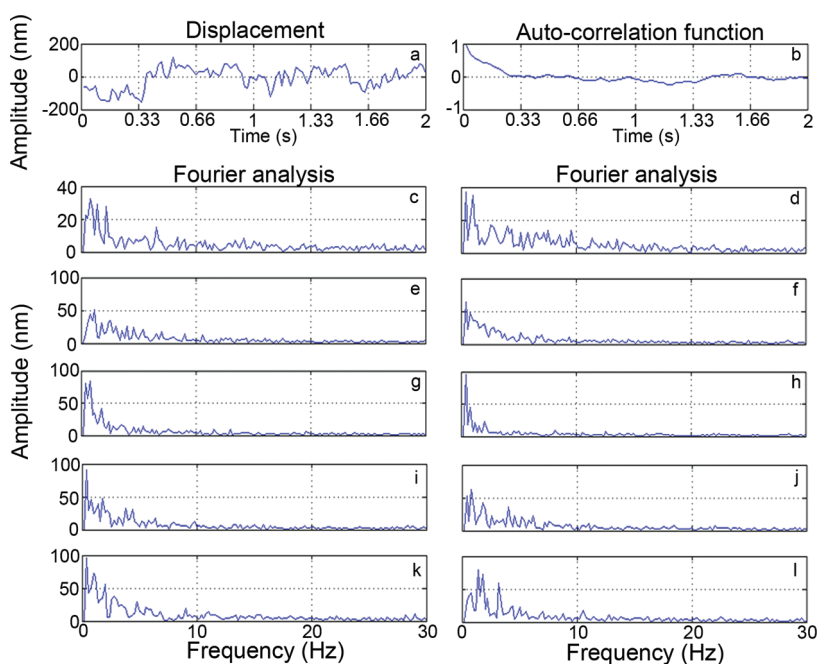 Displacement
Auto-correlation function
Amplitude (nm)
200
0
-200
a
0
0.33
0.66
1
1.33
1.66
2
Time (s)
1
0
-1
b
0
0.33
0.66
1
1.33
1.66
2
Time (s)
Fourier analysis
Fourier analysis
40
20
0
c
d
Amplitude (nm)
100
50
0
e
f
100
50
0
g
h
100
50
0
i
j
100
50
0
k
l
0
10
20
30
0
10
20
30
Frequency (Hz)
Frequency (Hz)